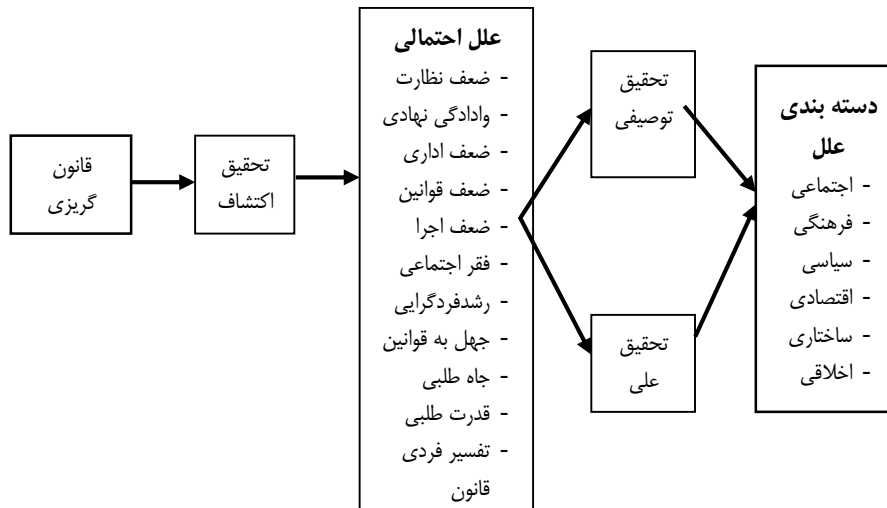 قانون
گریزی
تحقیق
اکتشاف
علل احتمالی
- ضعف نظارت
- وادادگی نهادی
- ضعف اداری
- ضعف قوانین
- ضعف اجرا
- فقر اجتماعی
- رشدفردگرایی
- جهل به قوانین
- جاه طلبی
- قدرت طلبی
- تفسیر فردی
قانون
تحقیق
توصیفی
تحقیق
علی
دسته بندی
علل
- اجتماعی
- فرهنگی
- سیاسی
- اقتصادی
- ساختاری
- اخلاقی